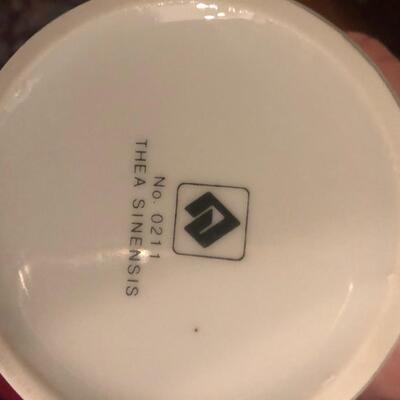 No. 0211
THEA SINENSIS